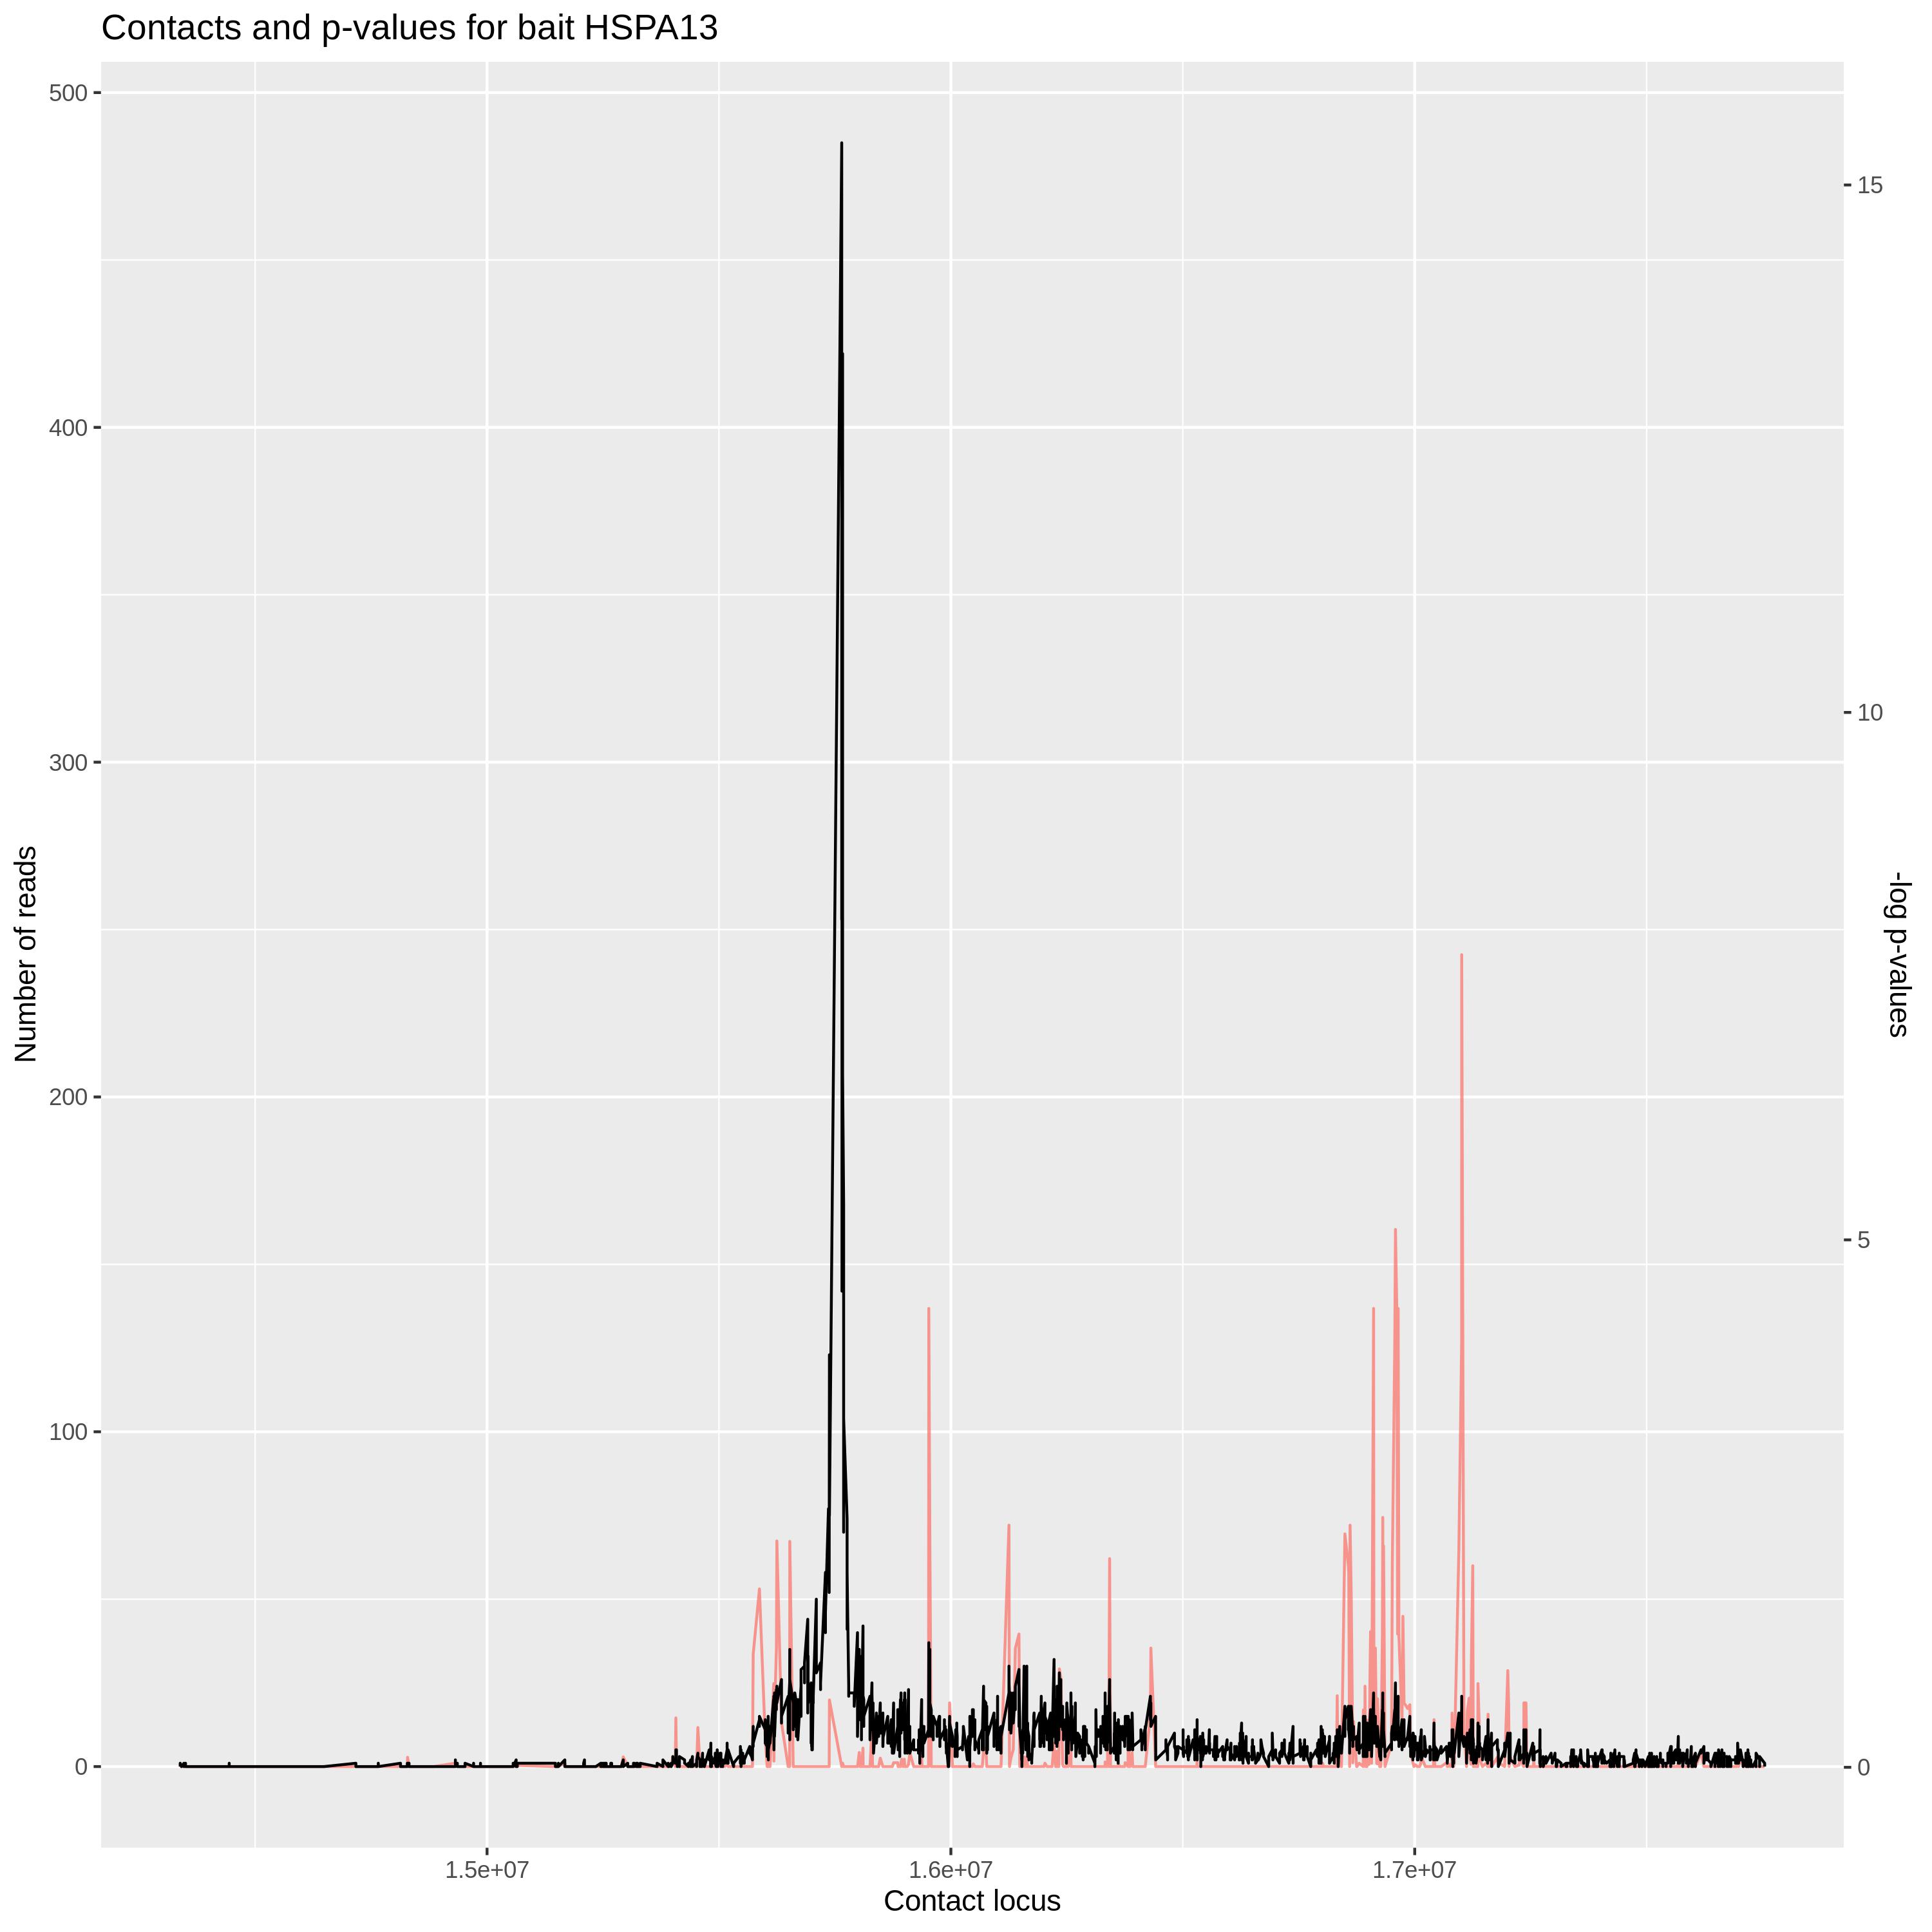 Contacts and p-values for bait HSPA13
500
400
300
200
100
0
Number of reads
15
10
5
0
-log p-values
1.5e+07
1.6e+07
1.7e+07
Contact locus